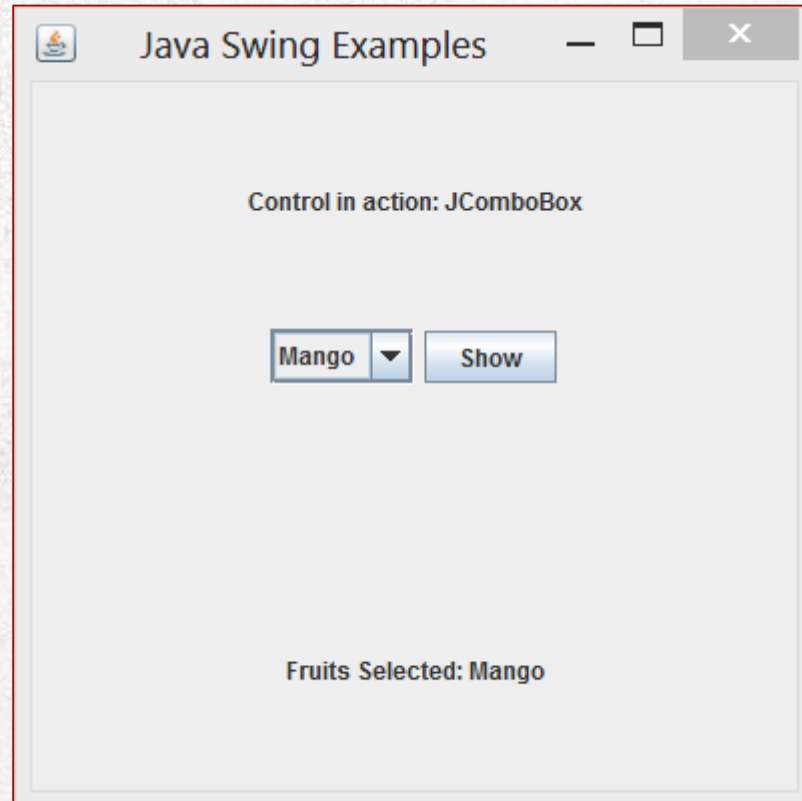 Java Swing Examples
Control in action: JComboBox
Mango Show
Fruits Selected: Mango